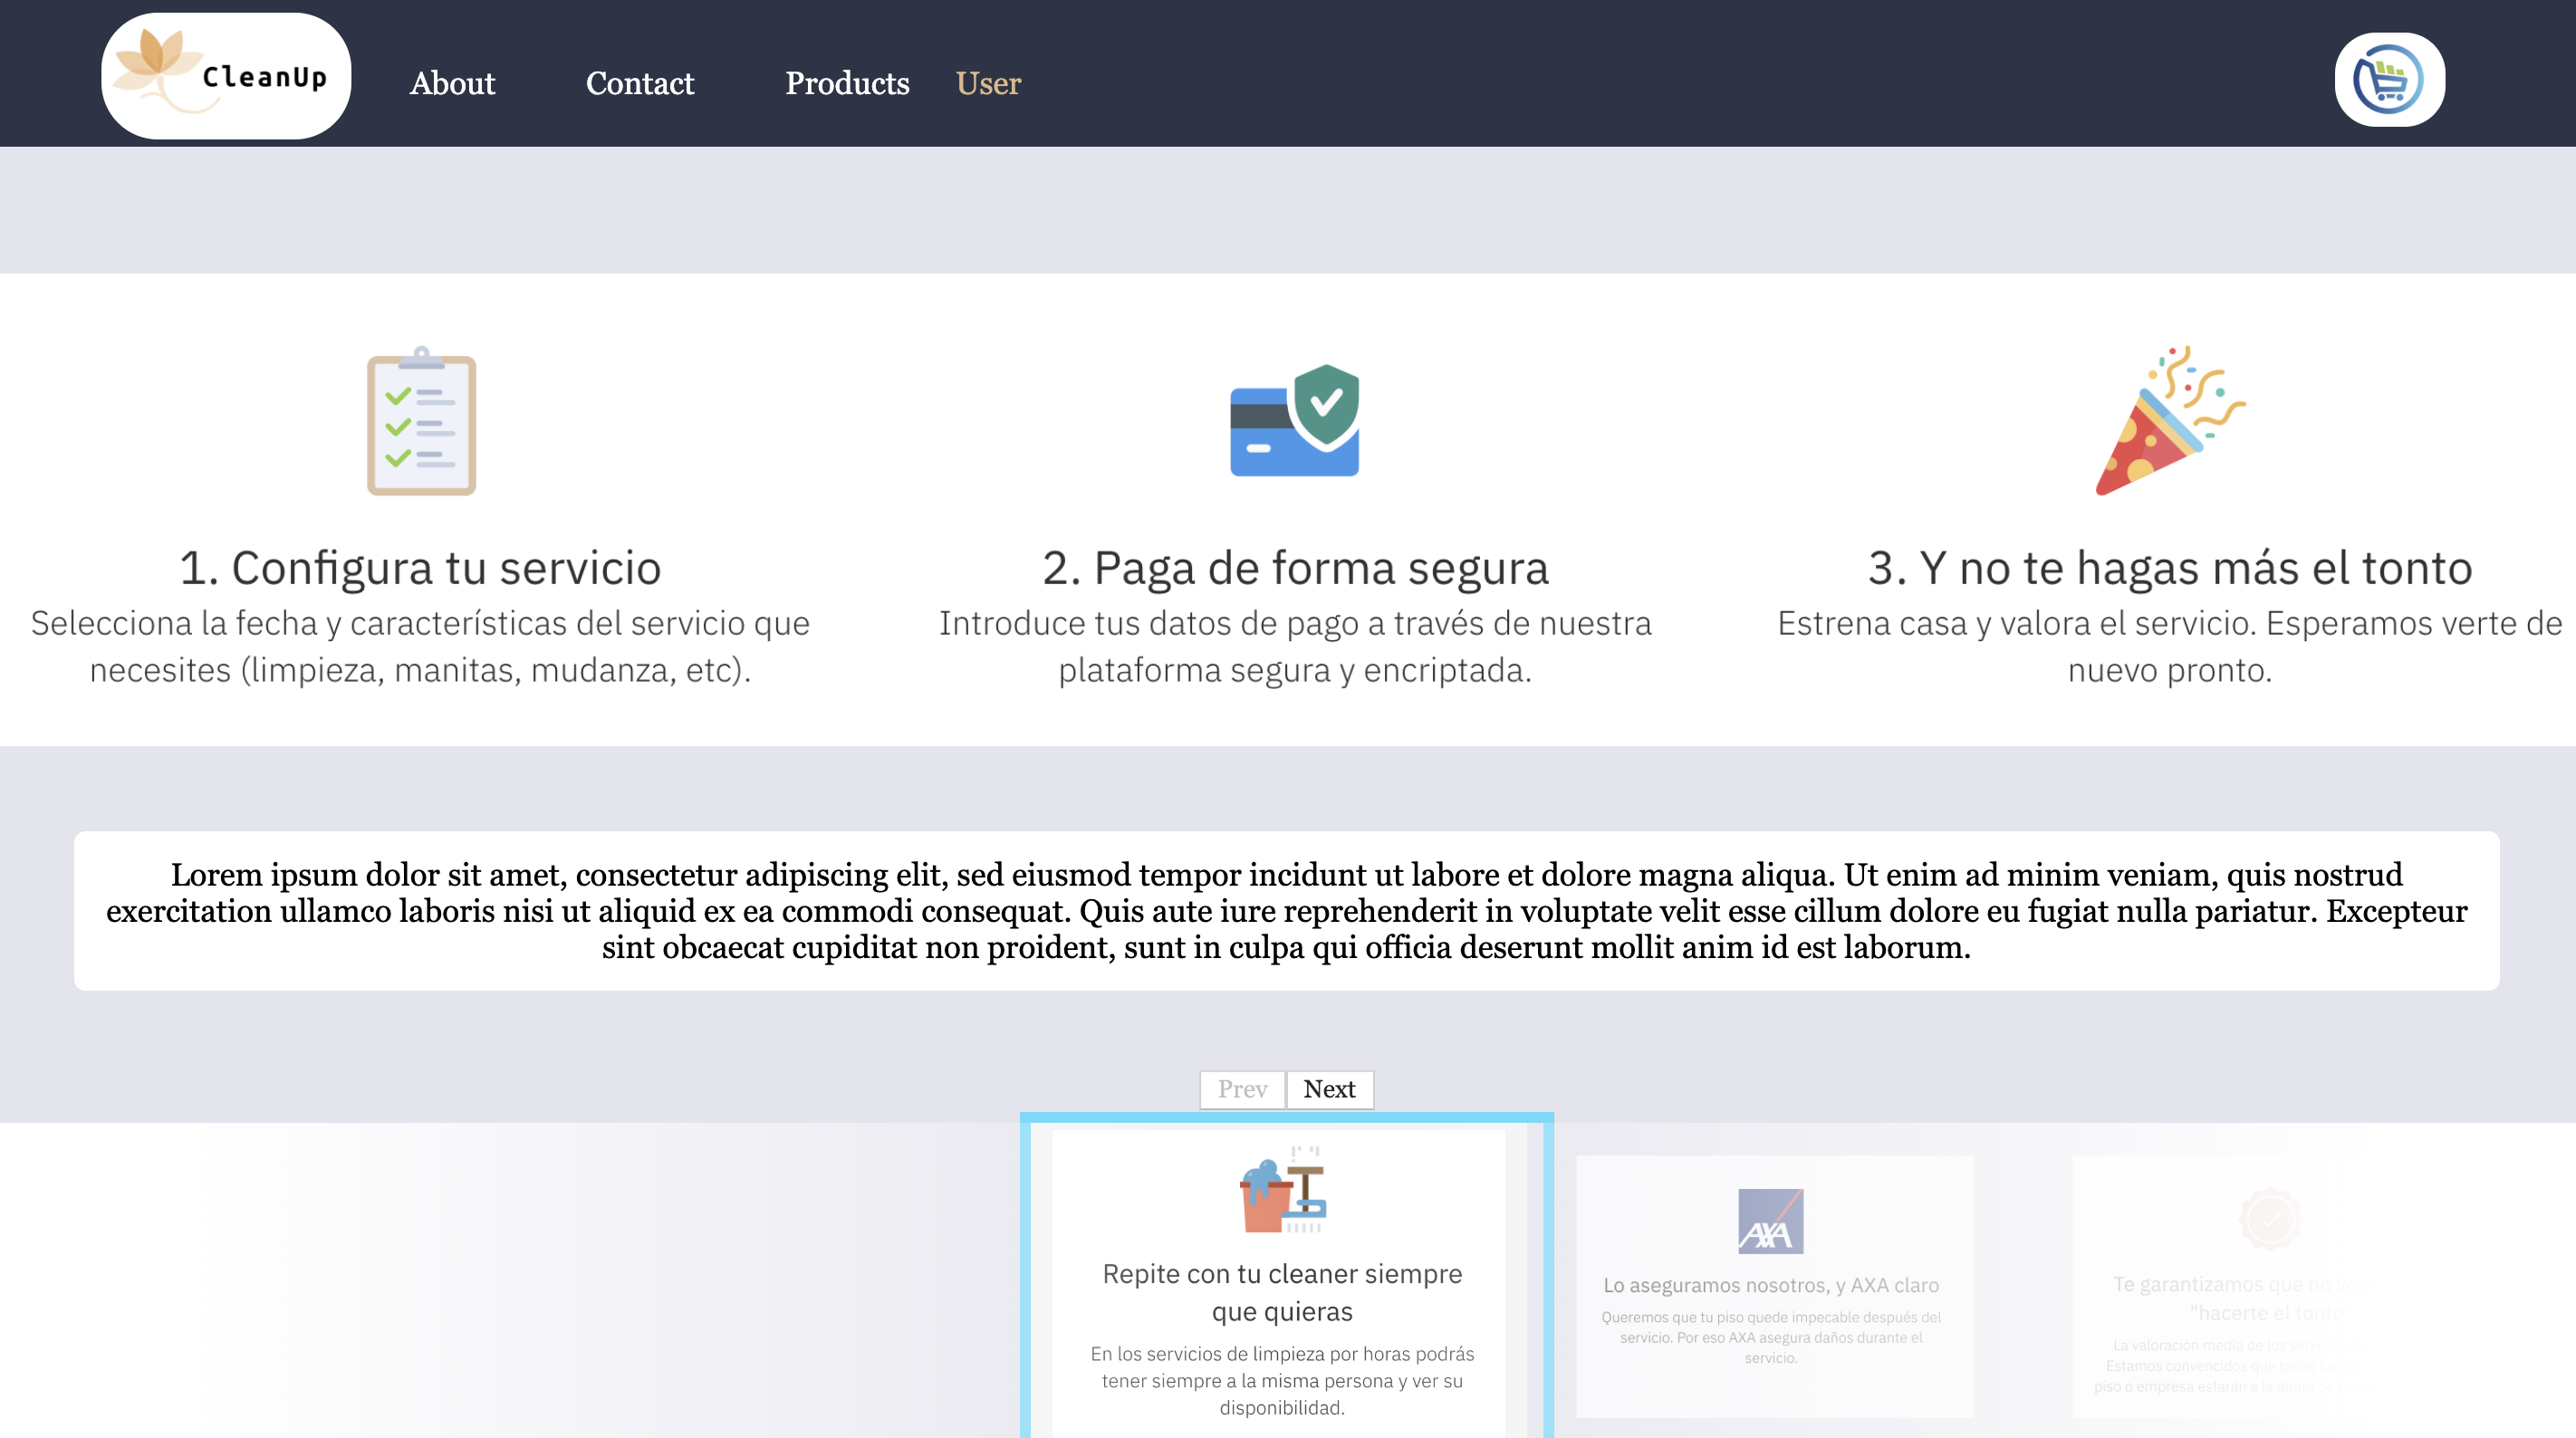 CleanUp
About
Contact
Products
User
1. Configura tu servicio
Selecciona la fecha y características del servicio que
necesites (limpieza, manitas, mudanza, etc).
2. Paga de forma segura
Introduce tus datos de pago a través de nuestra
plataforma segura y encriptada.
3. Y no te hagas más el tonto
Estrena casa y valora el servicio. Esperamos verte de
nuevo pronto.
Lorem ipsum dolor sit amet, consectetur adipiscing elit, sed eiusmod tempor incidunt ut labore et dolore magna aliqua. Ut enim ad minim veniam, quis nostrud
exercitation ullamco laboris nisi ut aliquid ex ea commodi consequat. Quis aute iure reprehenderit in voluptate velit esse cillum dolore eu fugiat nulla pariatur. Excepteur
sint obcaecat cupiditat non proident, sunt in culpa qui officia deserunt mollit anim id est laborum.
Prev
Next
Repite con tu cleaner siempre
que quieras
En los servicios de limpieza por horas podrás
tener siempre a la misma persona y ver su
disponibilidad.
AXA
Lo aseguramos nosotros, y AXA claro
Queremos que tu piso quede impecable después del
servicio. Por eso AXA asegura daños durante el
servicio.
Te garantizamos que no
"hacerte el tonto"
La valoración media de los
Estamos convencidos que
piso o empresa estarán a la altura